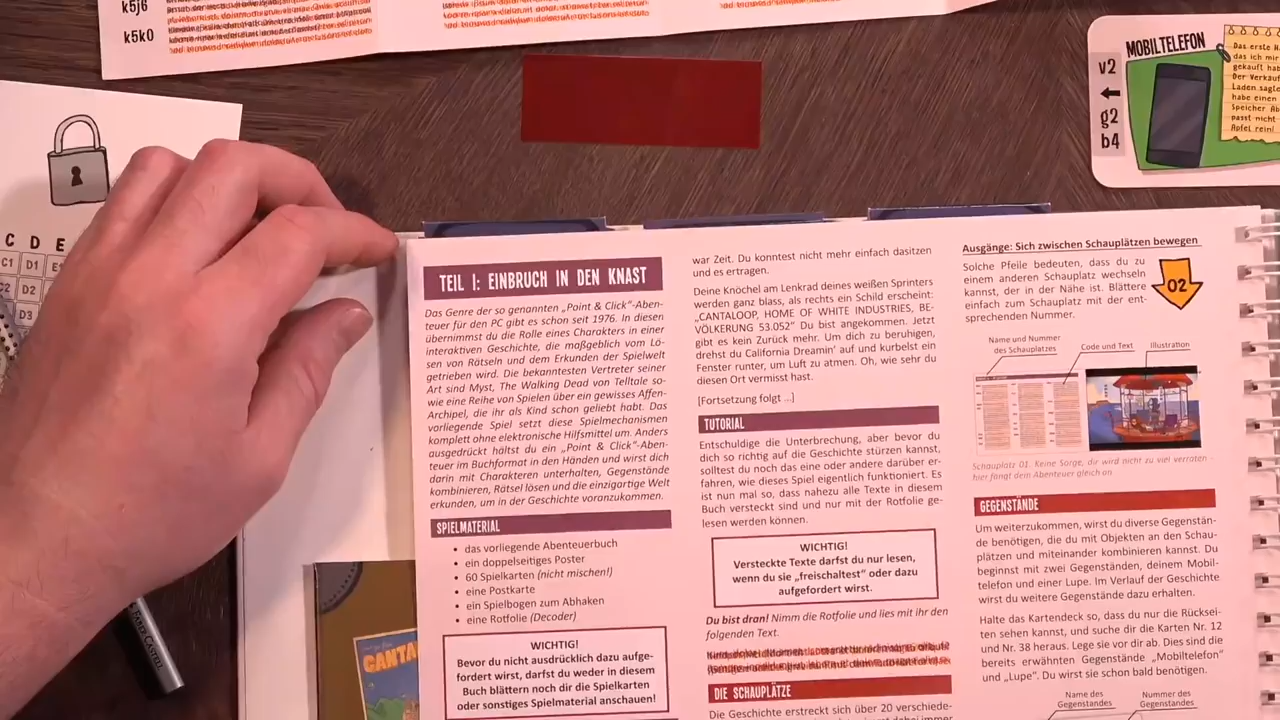 k5j6
k5k0
MOBILTELEFON
v2
g2
b4
Das erste H
das ich mir
gekauft hab
Der Verkäuf
Laden sagte
habe einen
Speicher Ab
passt nicht
Apfel rein!
C D E
C1 D1 E
C2 D2
D3
FABER-CASTELL
CANTA
TEIL I: EINBRUCH IN DEN KNAST
Das Genre der so genannten „Point & Click“-Aben-
teuer für den PC gibt es schon seit 1976. In diesen
übernimmst du die Rolle eines Charakters in einer
interaktiven Geschichte, die maßgeblich vom Lö-
sen von Rätseln und dem Erkunden der Spielwelt
getrieben wird. Die bekanntesten Vertreter seiner
Art sind Myst, The Walking Dead von Telltale so-
wie eine Reihe von Spielen über ein gewisses Affen-
Archipel, die ihr als Kind schon geliebt habt. Das
vorliegende Spiel setzt diese Spielmechanismen
komplett ohne elektronische Hilfsmittel um. Anders
ausgedrückt hältst du ein „Point & Click“-Aben-
teuer im Buchformat in den Händen und wirst dich
darin mit Charakteren unterhalten, Gegenstände
kombinieren, Rätsel lösen und die einzigartige Welt
erkunden, um in der Geschichte voranzukommen.
SPIELMATERIAL
• das vorliegende Abenteuerbuch
• ein doppelseitiges Poster
• 60 Spielkarten (nicht mischen!)
• eine Postkarte
• ein Spielbogen zum Abhaken
• eine Rotfolie (Decoder)
WICHTIG!
Bevor du nicht ausdrücklich dazu aufge-
fordert wirst, darfst du weder in diesem
Buch blättern noch dir die Spielkarten
oder sonstiges Spielmaterial anschauen!
war Zeit. Du konntest nicht mehr einfach dasitzen
und es ertragen.
Deine Knöchel am Lenkrad deines weißen Sprinters
werden ganz blass, als rechts ein Schild erscheint:
„CANTALOOP, HOME OF WHITE INDUSTRIES, BE-
VÖLKERUNG 53.052“ Du bist angekommen. Jetzt
gibt es kein Zurück mehr. Um dich zu beruhigen,
drehst du California Dreamin’ auf und kurbelst ein
Fenster runter, um Luft zu atmen. Oh, wie sehr du
diesen Ort vermisst hast.
[Fortsetzung folgt ...]
TUTORIAL
Entschuldige die Unterbrechung, aber bevor du
dich so richtig auf die Geschichte stürzen kannst,
solltest du noch das eine oder andere darüber er-
fahren, wie dieses Spiel eigentlich funktioniert. Es
ist nun mal so, dass nahezu alle Texte in diesem
Buch versteckt sind und nur mit der Rotfolie ge-
lesen werden können.
WICHTIG!
Versteckte Texte darfst du nur lesen,
wenn du sie „freischaltest“ oder dazu
aufgefordert wirst.
Du bist dran! Nimm die Rotfolie und lies mit ihr den
folgenden Text.
DIE SCHAUPLÄTZE
Die Geschichte erstreckt sich über 20 verschiede-
Ausgänge: Sich zwischen Schauplätzen bewegen
Solche Pfeile bedeuten, dass du zu
einem anderen Schauplatz wechseln
kannst, der in der Nähe ist. Blättere
einfach zum Schauplatz mit der ent-
sprechenden Nummer.
02
Name und Nummer
des Schauplatzes
Code und Text
Illustration
Schauplatz 01. Keine Sorge, dir wird nicht zu viel verraten -
hier fängt dein Abenteuer gleich an.
GEGENSTÄNDE
Um weiterzukommen, wirst du diverse Gegenstän-
de benötigen, die du mit Objekten an den Schau-
plätzen und miteinander kombinieren kannst. Du
beginnst mit zwei Gegenständen, deinem Mobil-
telefon und einer Lupe. Im Verlauf der Geschichte
wirst du weitere Gegenstände dazu erhalten.
Halte das Kartendeck so, dass du nur die Rücksei-
ten sehen kannst, und suche dir die Karten Nr. 12
und Nr. 38 heraus. Lege sie vor dir ab. Dies sind die
bereits erwähnten Gegenstände „Mobiltelefon“
und „Lupe“. Du wirst sie schon bald benötigen.
Name des
Gegenstandes
Nummer des
Gegenstandes